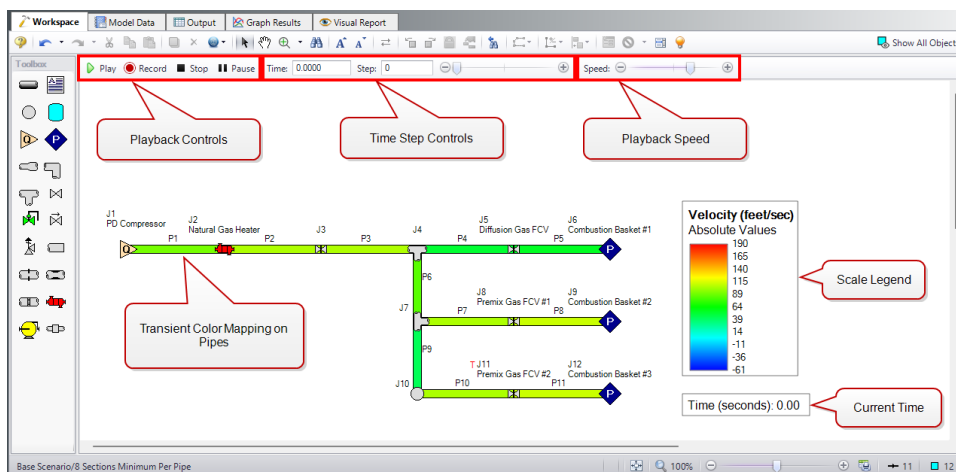 Workspace Model Data Output Graph Results Visual Report
Show All Object
Toolbox
Play Record Stop Pause Time: 0.0000 Step: 0 Speed:
Playback Controls
Time Step Controls
Playback Speed
J1
PD Compressor
J2
Natural Gas Heater
J3
J4
J5
Diffusion Gas FCV
J6
Combustion Basket #1
P1
P2
P3
P4
P5
Q
P
P6
J7
J8
Premix Gas FCV #1
J9
Combustion Basket #2
P7
P8
P
P9
J10
TJ11
Premix Gas FCV #2
J12
Combustion Basket #3
P10
P11
P
Transient Color Mapping on
Pipes
Velocity (feet/sec)
Absolute Values
190
165
140
115
89
64
39
14
-11
-36
-61
Scale Legend
Time (seconds): 0.00
Current Time
Base Scenario/8 Sections Minimum Per Pipe
100%
11
12